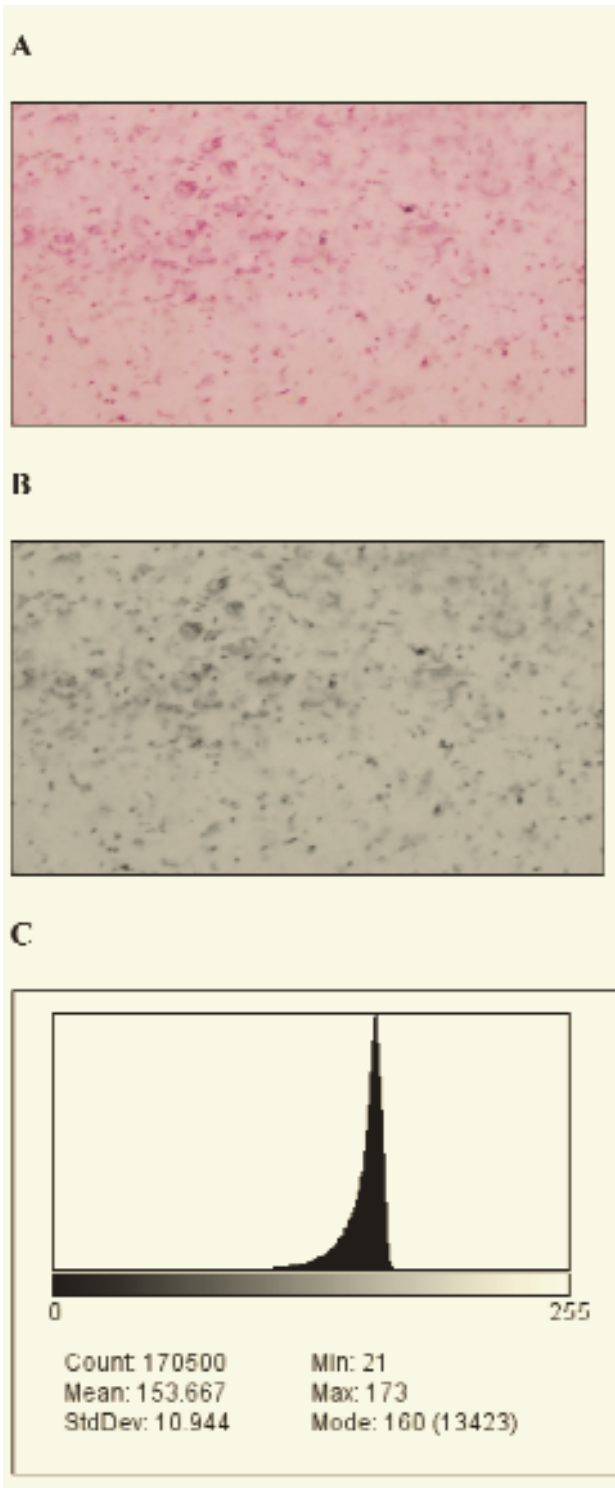 A
B
C
0 255
Count: 170500 Min: 21
Mean: 153.667 Max: 173
StdDev: 10.944 Mode: 160 (13423)